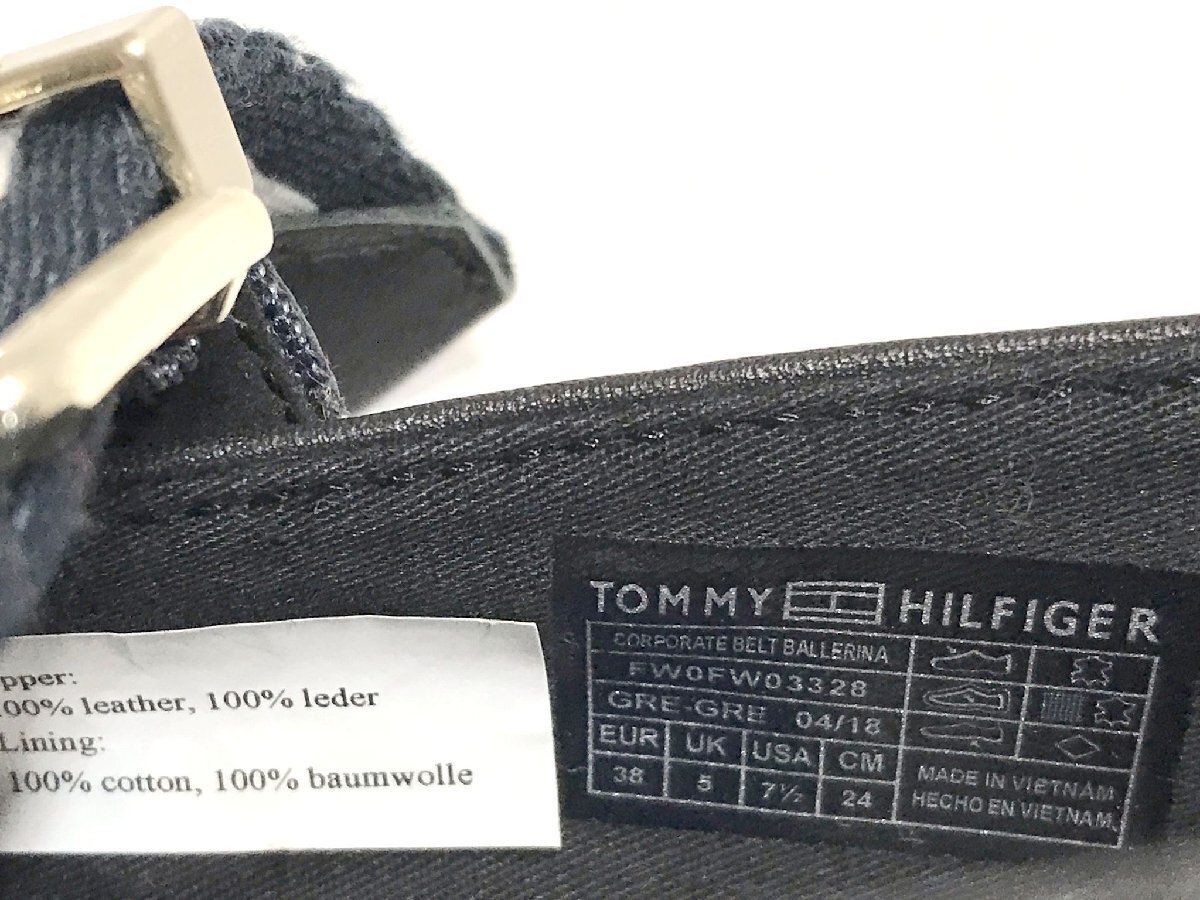 pper:
00% leather, 100% leder
Lining:
100% cotton, 100% baumwolle
TOMMY HILFIGER
CORPORATE BELT BALLERINA
FW0FW03328
GRE-GRE 04/18
EUR UK USA CM
38 5 7½ 24
MADE IN VIETNAM
HECHO EN VIETNAM